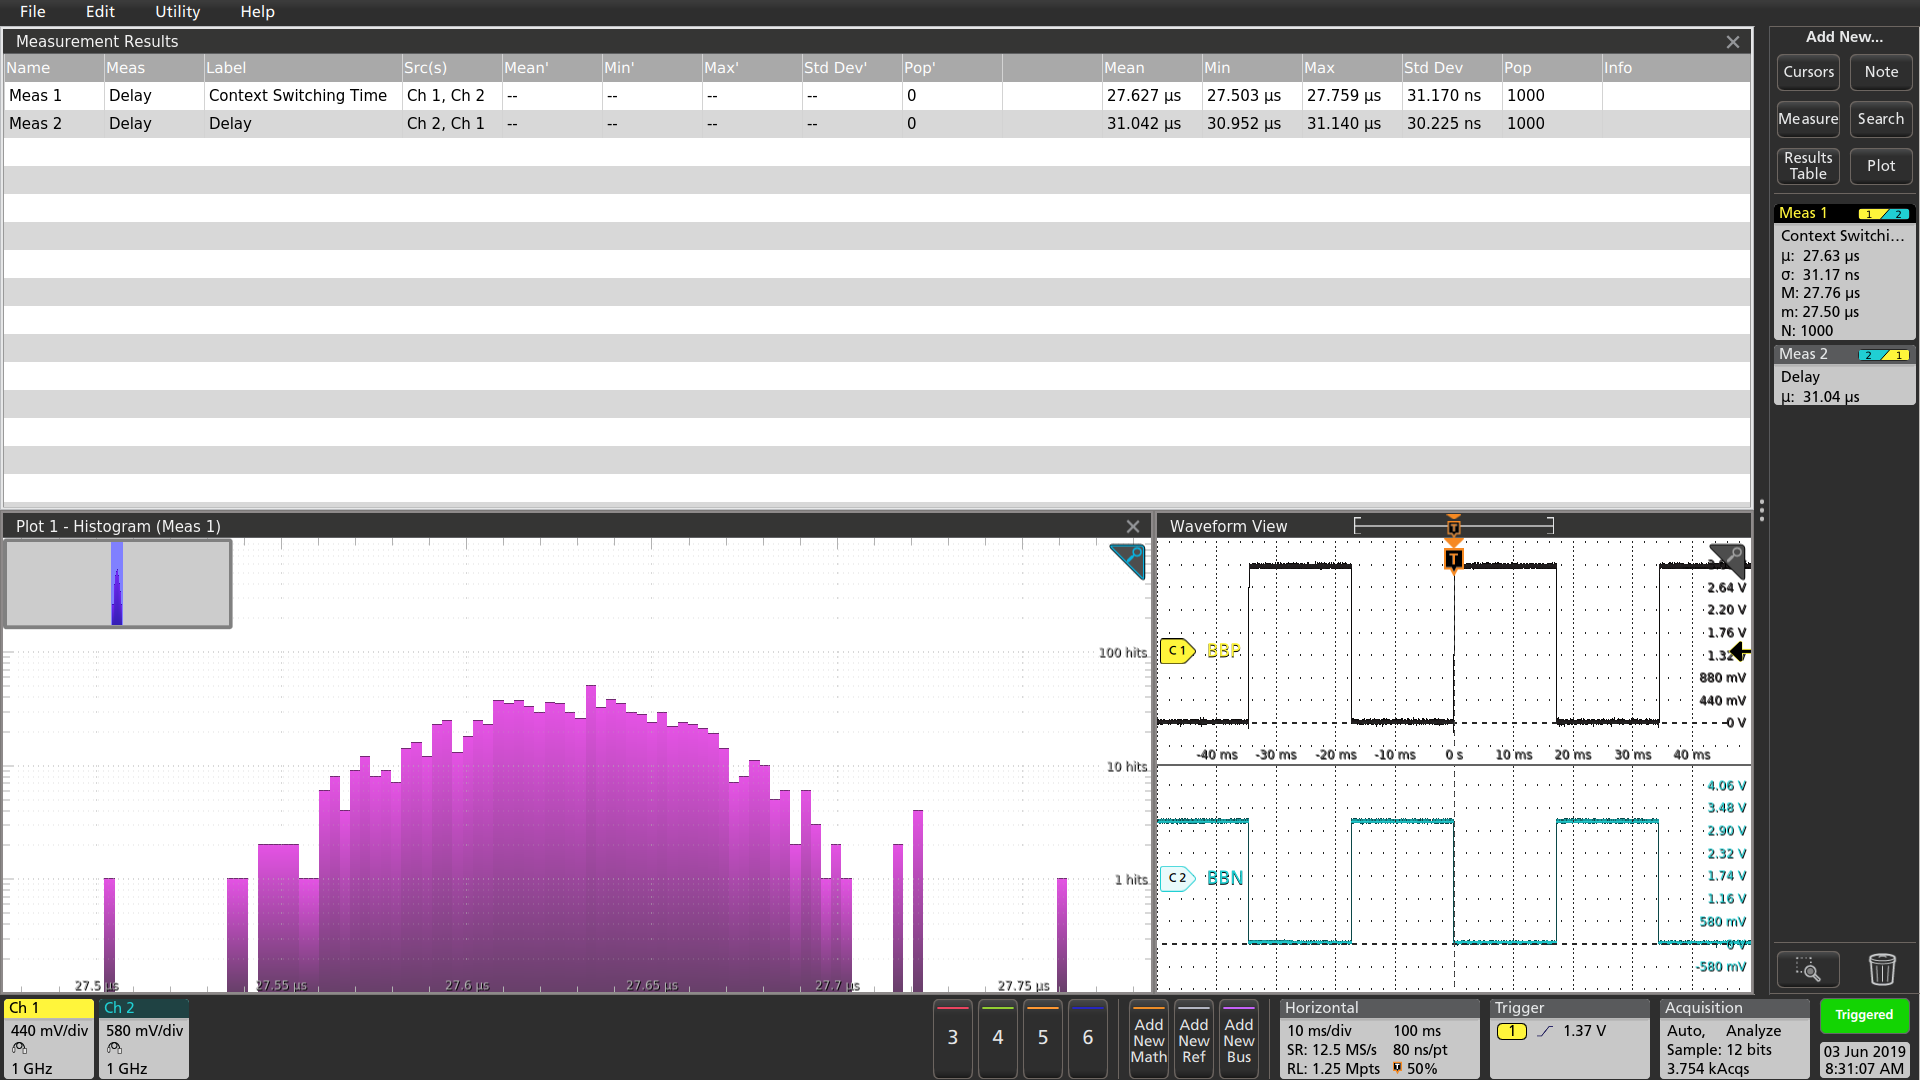 File Edit Utility Help
Measurement Results
Add New...
Name Meas Label Src(s) Mean' Min' Max' Std Dev' Pop' Mean Min Max Std Dev Pop Info
Meas 1 Delay Context Switching Time Ch 1, Ch 2 -- -- -- -- 0 27.627 µs 27.503 µs 27.759 µs 31.170 ns 1000
Meas 2 Delay Delay Ch 2, Ch 1 -- -- -- -- 0 31.042 µs 30.952 µs 31.140 µs 30.225 ns 1000
Cursors Note
Measure Search
Results Table Plot
Meas 1 1 2
Context Switchi...
µ: 27.63 µs
σ: 31.17 ns
M: 27.76 µs
m: 27.50 µs
N: 1000
Meas 2 2 1
Delay
µ: 31.04 µs
Plot 1 - Histogram (Meas 1)
100 hits
10 hits
1 hits
27.5 µs 27.55 µs 27.6 µs 27.65 µs 27.7 µs 27.75 µs
Waveform View
T
T
2.64 V
2.20 V
1.76 V
1.32
880 mV
440 mV
0 V
C 1 BBP
-40 ms -30 ms -20 ms -10 ms 0 s 10 ms 20 ms 30 ms 40 ms
4.06 V
3.48 V
2.90 V
2.32 V
1.74 V
1.16 V
580 mV
0 V
-580 mV
C 2 BBN
Ch 1
440 mV/div
1 GHz
Ch 2
580 mV/div
1 GHz
3 4 5 6
Add New Math
Add New Ref
Add New Bus
Horizontal
10 ms/div 100 ms
SR: 12.5 MS/s 80 ns/pt
RL: 1.25 Mpts T 50%
Trigger
1 1.37 V
Acquisition
Auto, Analyze
Sample: 12 bits
3.754 kAcqs
Triggered
03 Jun 2019
8:31:07 AM